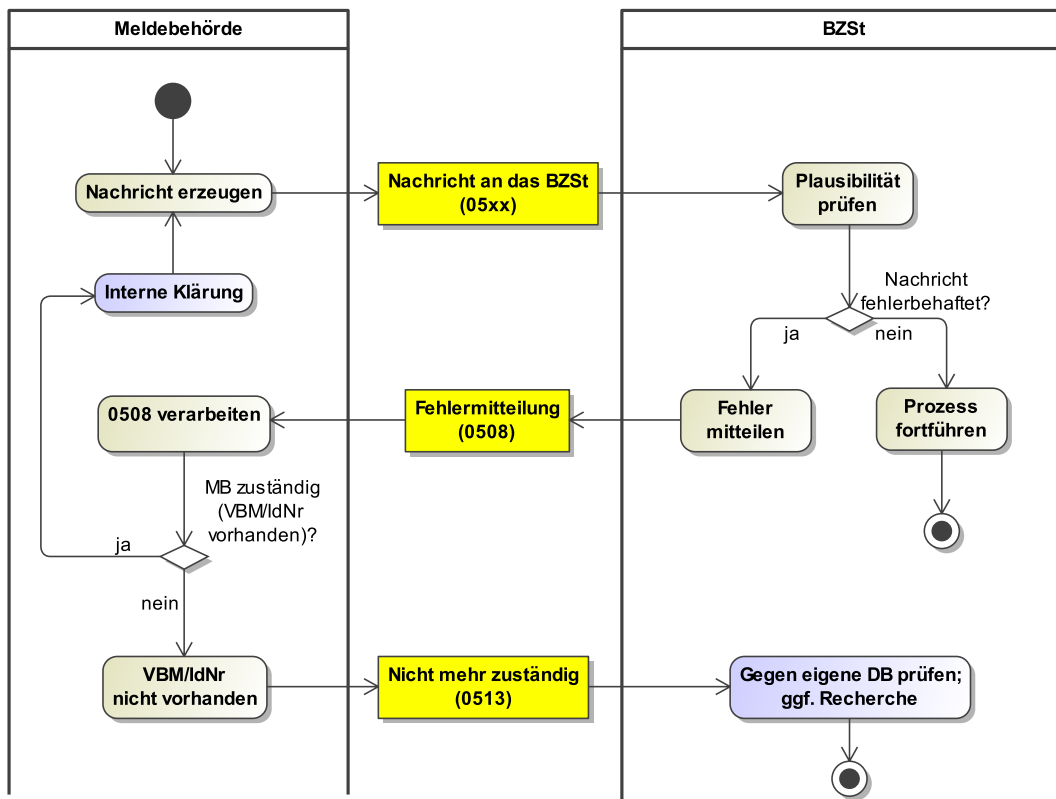 Meldebehörde
BZSt
Nachricht erzeugen
Nachricht an das BZSt
(05xx)
Plausibilität
prüfen
Interne Klärung
Nachricht
fehlerbehaftet?
ja
nein
0508 verarbeiten
Fehlermitteilung
(0508)
Fehler
mitteilen
Prozess
fortführen
MB zuständig
(VBM/IdNr
vorhanden)?
ja
nein
VBM/IdNr
nicht vorhanden
Nicht mehr zuständig
(0513)
Gegen eigene DB prüfen;
ggf. Recherche